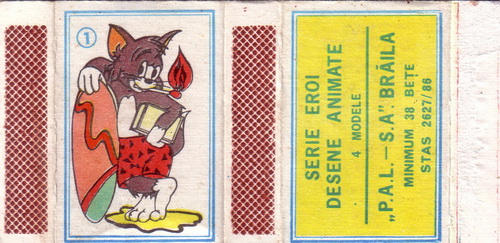 1
SERIE EROI
DESENE ANIMATE
4 MODELE
„P.A.L. – S.A”. BRĂILA
MINIMUM 38 BEȚE
STAS 2627/86